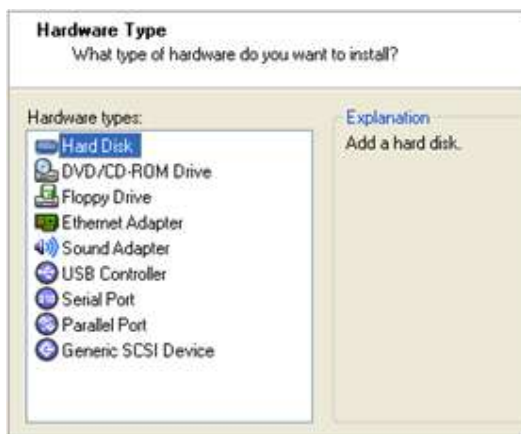 Hardware Type
What type of hardware do you want to install?
Hardware types:
Hard Disk
DVD/CD-ROM Drive
Floppy Drive
Ethernet Adapter
Sound Adapter
USB Controller
Serial Port
Parallel Port
Generic SCSI Device
Explanation
Add a hard disk.